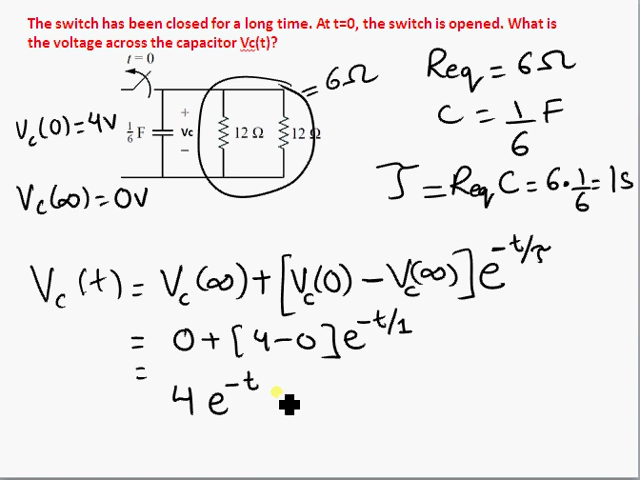 The switch has been closed for a long time. At t=0, the switch is opened. What is
the voltage across the capacitor Vc(t)?
t = 0
= 6Ω
Req = 6Ω
C = 1/6 F
Vc(0) = 4V
1/6 F
+
Vc
−
12 Ω
12 Ω
Vc(∞) = 0V
τ = Req C = 6 · 1/6 = 1s
Vc(t) = Vc(∞) + [Vc(0) − Vc(∞)] e^−t/τ
= 0 + [4 − 0] e^−t/1
=
4 e^−t